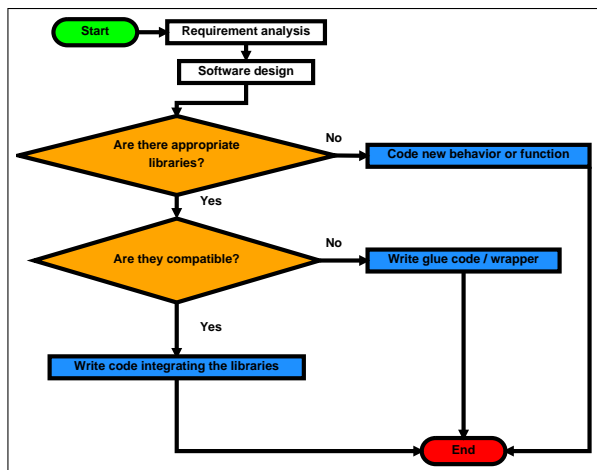 Start
Requirement analysis
Software design
Are there appropriate
libraries?
No
Code new behavior or function
Yes
Are they compatible?
No
Write glue code / wrapper
Yes
Write code integrating the libraries
End